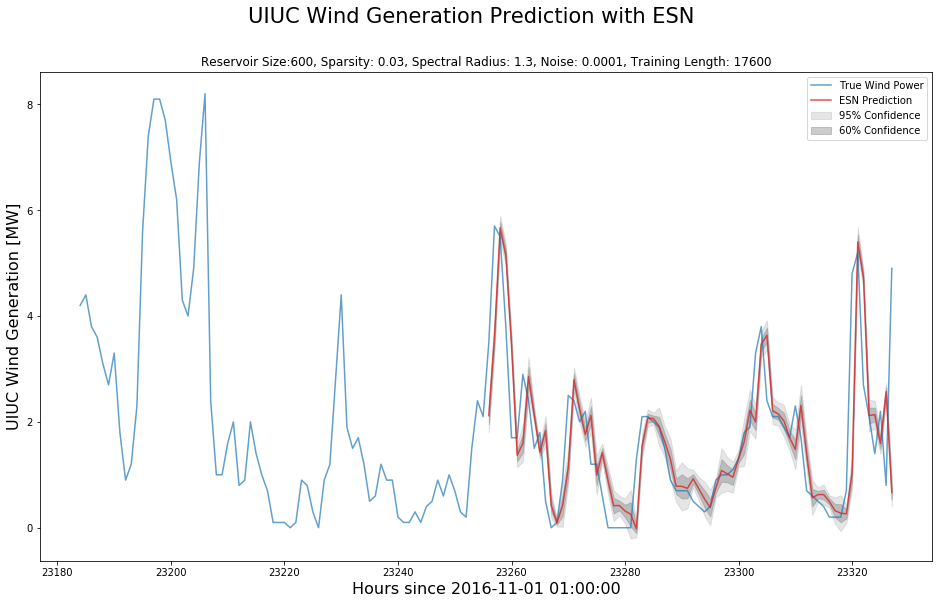 UIUC Wind Generation Prediction with ESN
Reservoir Size:600, Sparsity: 0.03, Spectral Radius: 1.3, Noise: 0.0001, Training Length: 17600
True Wind Power
ESN Prediction
95% Confidence
60% Confidence
UIUC Wind Generation [MW]
8
6
4
2
0
23180 23200 23220 23240 23260 23280 23300 23320
Hours since 2016-11-01 01:00:00